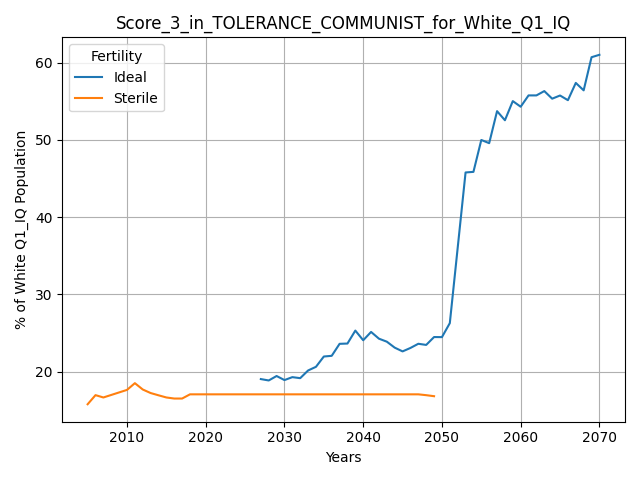 Score_3_in_TOLERANCE_COMMUNIST_for_White_Q1_IQ
Fertility
Ideal
Sterile
% of White Q1_IQ Population
60
50
40
30
20
2010 2020 2030 2040 2050 2060 2070
Years